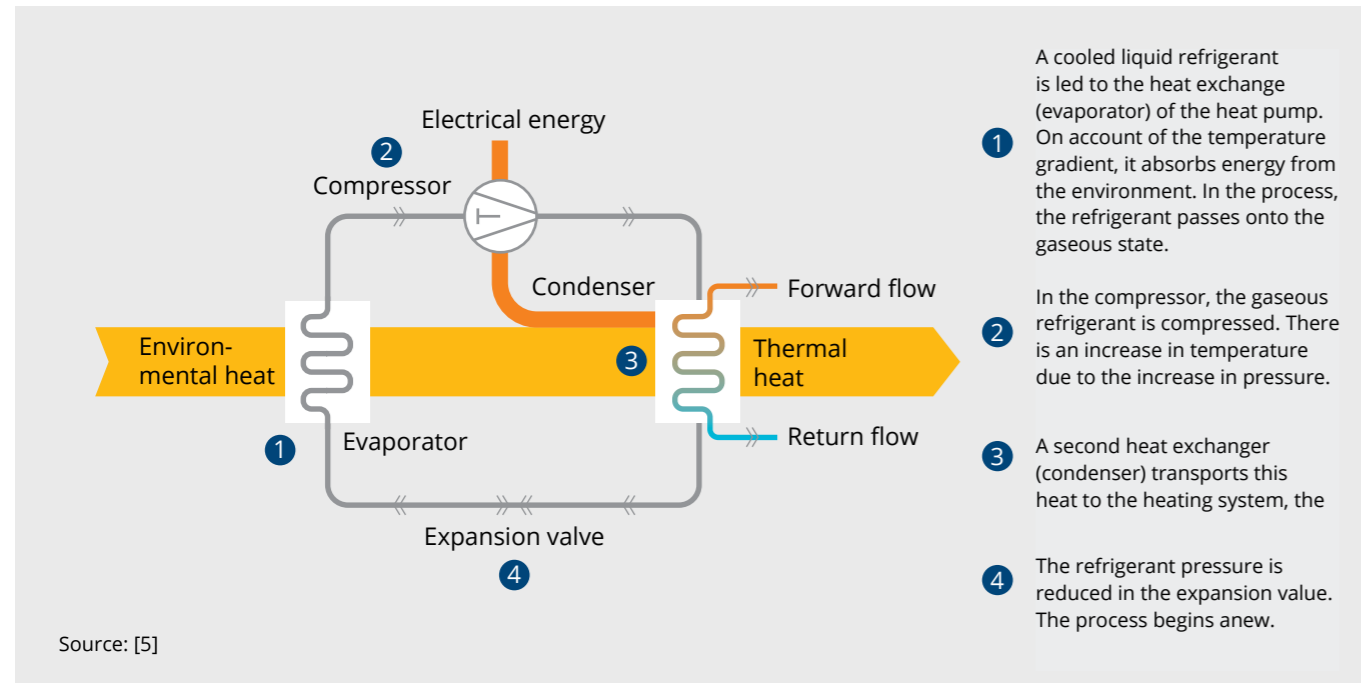 Electrical energy
2
Compressor
Condenser
Forward flow
Environ-
mental heat
3
Thermal
heat
1
Evaporator
Return flow
Expansion valve
4
Source: [5]
1
A cooled liquid refrigerant
is led to the heat exchange
(evaporator) of the heat pump.
On account of the temperature
gradient, it absorbs energy from
the environment. In the process,
the refrigerant passes onto the
gaseous state.
2
In the compressor, the gaseous
refrigerant is compressed. There
is an increase in temperature
due to the increase in pressure.
3
A second heat exchanger
(condenser) transports this
heat to the heating system, the
4
The refrigerant pressure is
reduced in the expansion value.
The process begins anew.